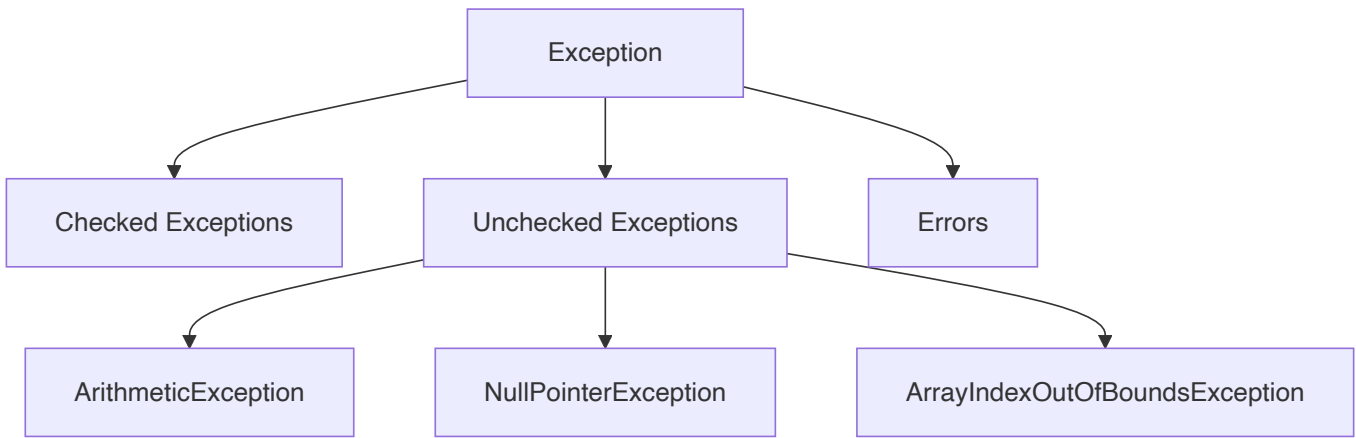 Exception
Checked Exceptions
Unchecked Exceptions
Errors
ArithmeticException
NullPointerException
ArrayIndexOutOfBoundsException